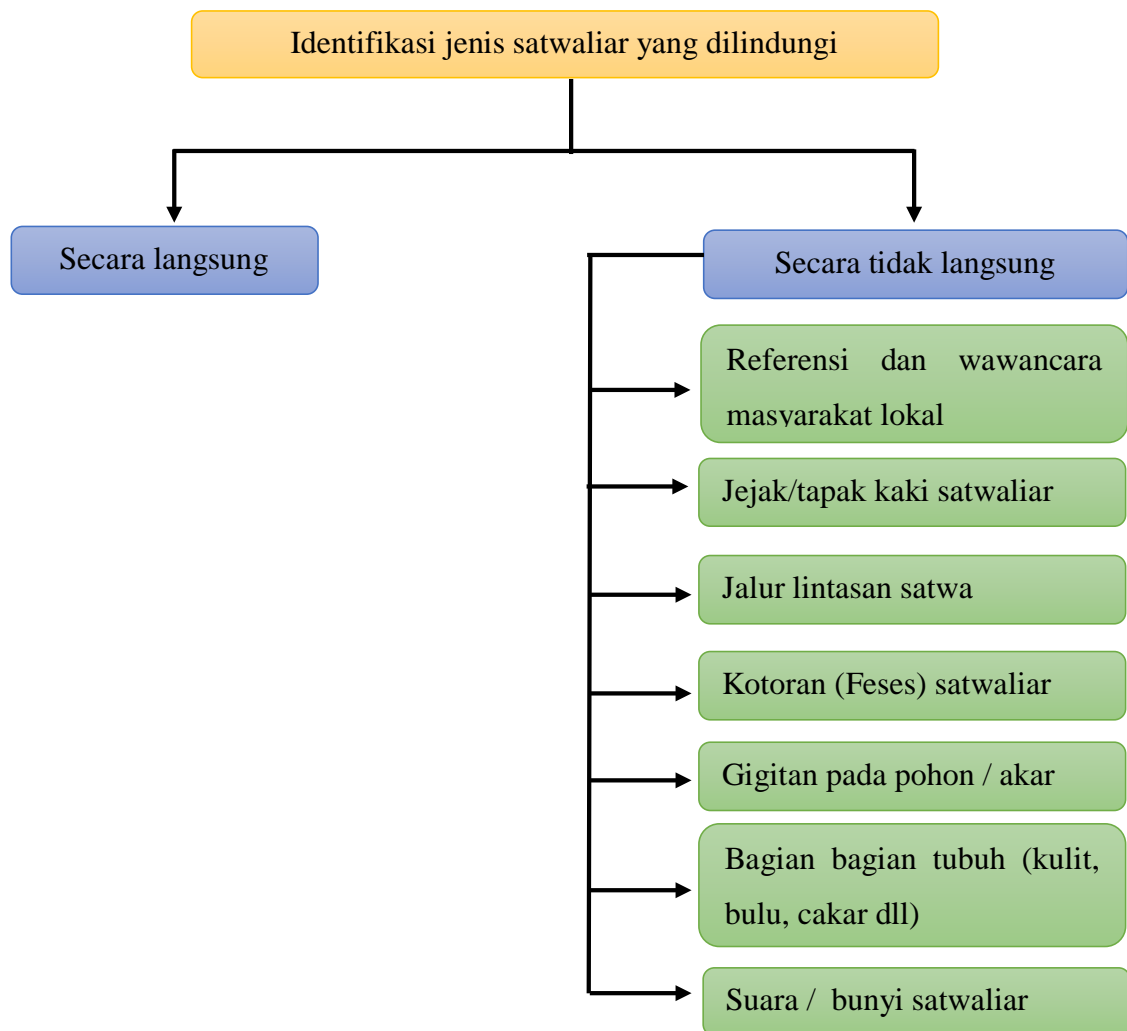 Identifikasi jenis satwaliar yang dilindungi
Secara langsung
Secara tidak langsung
Referensi dan wawancara
masyarakat lokal
Jejak/tapak kaki satwaliar
Jalur lintasan satwa
Kotoran (Feses) satwaliar
Gigitan pada pohon / akar
Bagian bagian tubuh (kulit,
bulu, cakar dll)
Suara / bunyi satwaliar